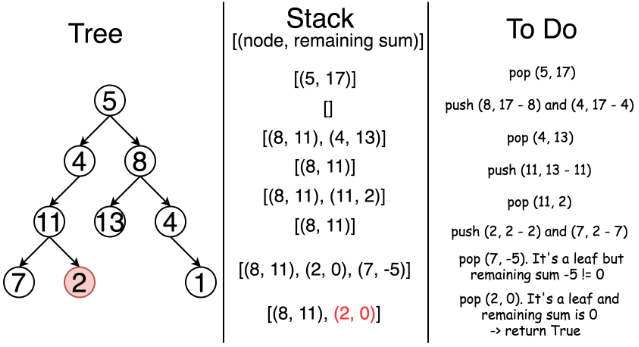 Tree
5
4 8
11 13 4
7 2 1
Stack
[(node, remaining sum)]
[(5, 17)]
[]
[(8, 11), (4, 13)]
[(8, 11)]
[(8, 11), (11, 2)]
[(8, 11)]
[(8, 11), (2, 0), (7, -5)]
[(8, 11), (2, 0)]
To Do
pop (5, 17)
push (8, 17 - 8) and (4, 17 - 4)
pop (4, 13)
push (11, 13 - 11)
pop (11, 2)
push (2, 2 - 2) and (7, 2 - 7)
pop (7, -5). It's a leaf but
remaining sum -5 != 0
pop (2, 0). It's a leaf and
remaining sum is 0
-> return True